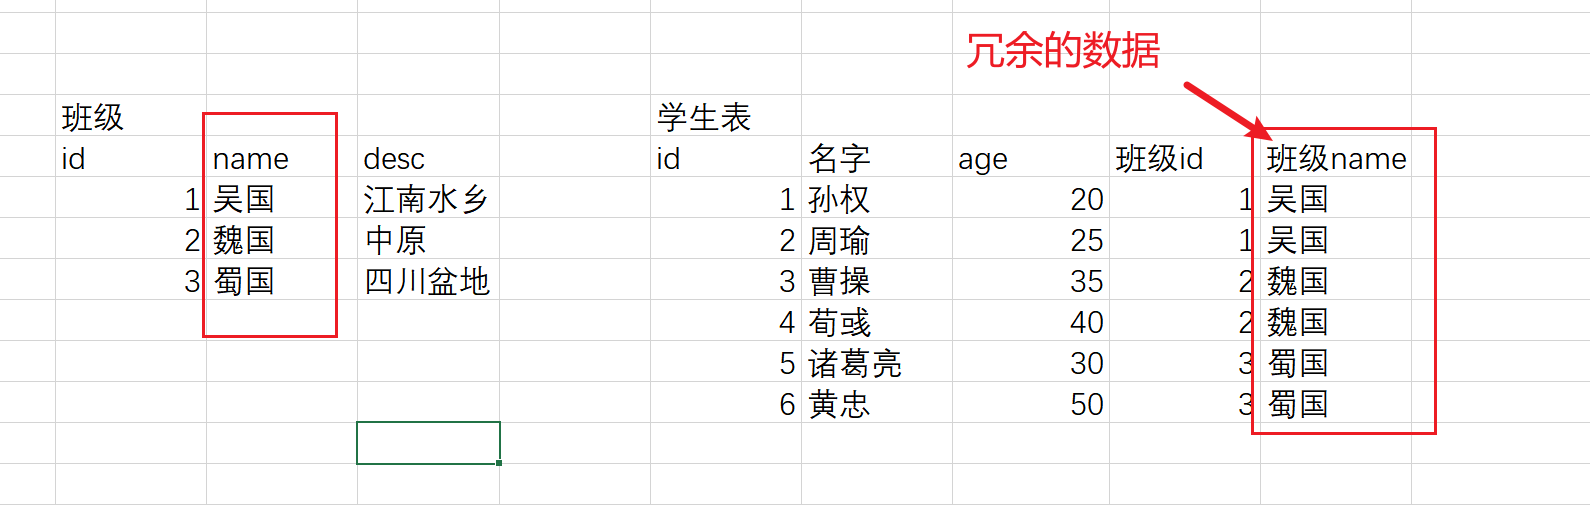 冗余的数据
班级 学生表
id name desc id 名字 age 班级id 班级name
1 吴国 江南水乡 1 孙权 20 1 吴国
2 魏国 中原 2 周瑜 25 1 吴国
3 蜀国 四川盆地 3 曹操 35 2 魏国
4 荀彧 40 2 魏国
5 诸葛亮 30 3 蜀国
6 黄忠 50 3 蜀国